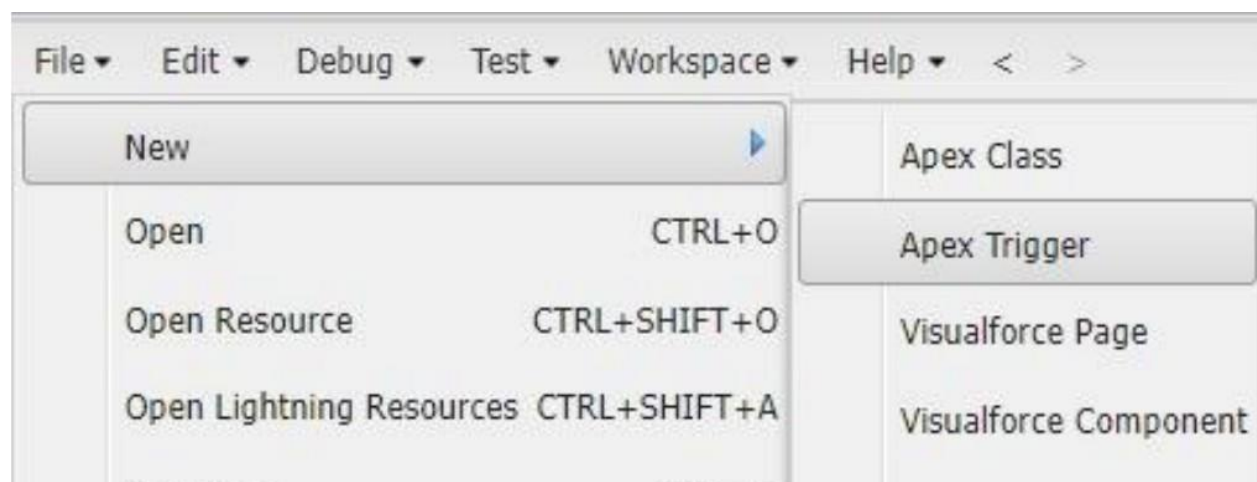 File Edit Debug Test Workspace Help < >
New
Open CTRL+O
Open Resource CTRL+SHIFT+O
Open Lightning Resources CTRL+SHIFT+A
Apex Class
Apex Trigger
Visualforce Page
Visualforce Component